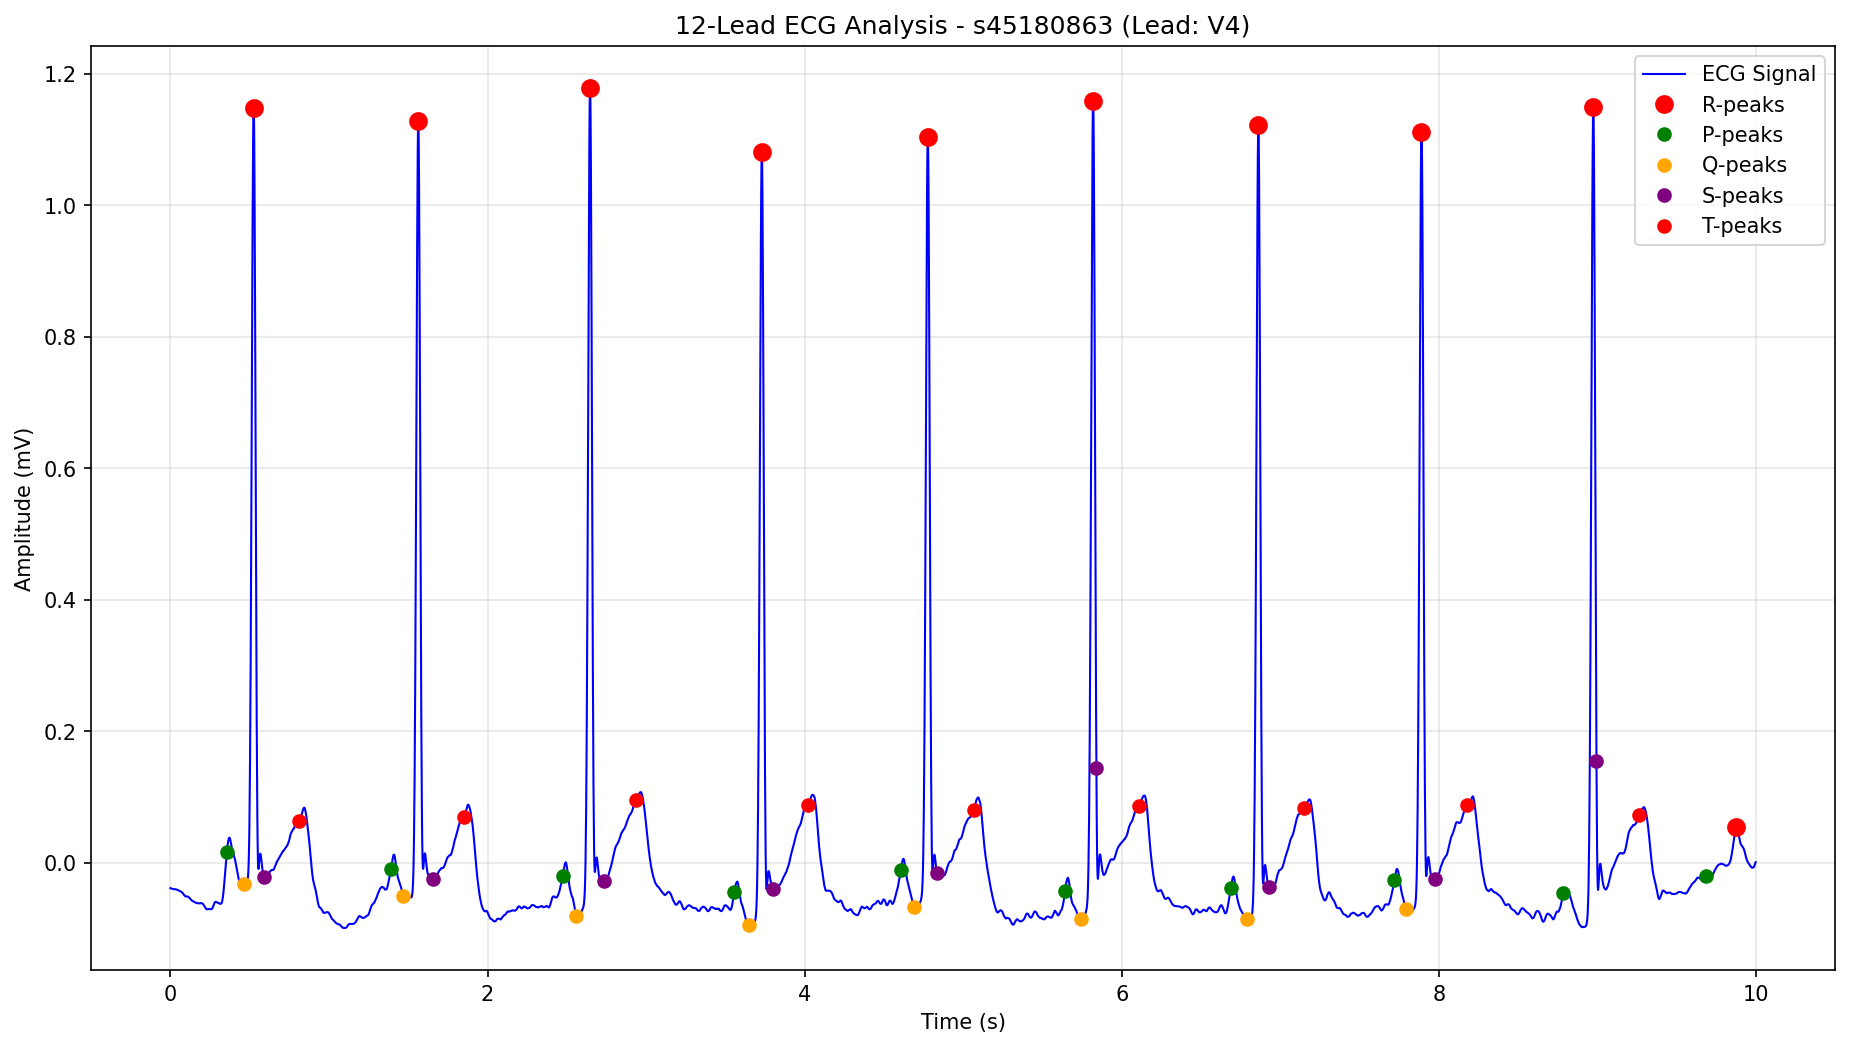 12-Lead ECG Analysis - s45180863 (Lead: V4)
ECG Signal
R-peaks
P-peaks
Q-peaks
S-peaks
T-peaks
Amplitude (mV)
1.2
1.0
0.8
0.6
0.4
0.2
0.0
0 2 4 6 8 10
Time (s)